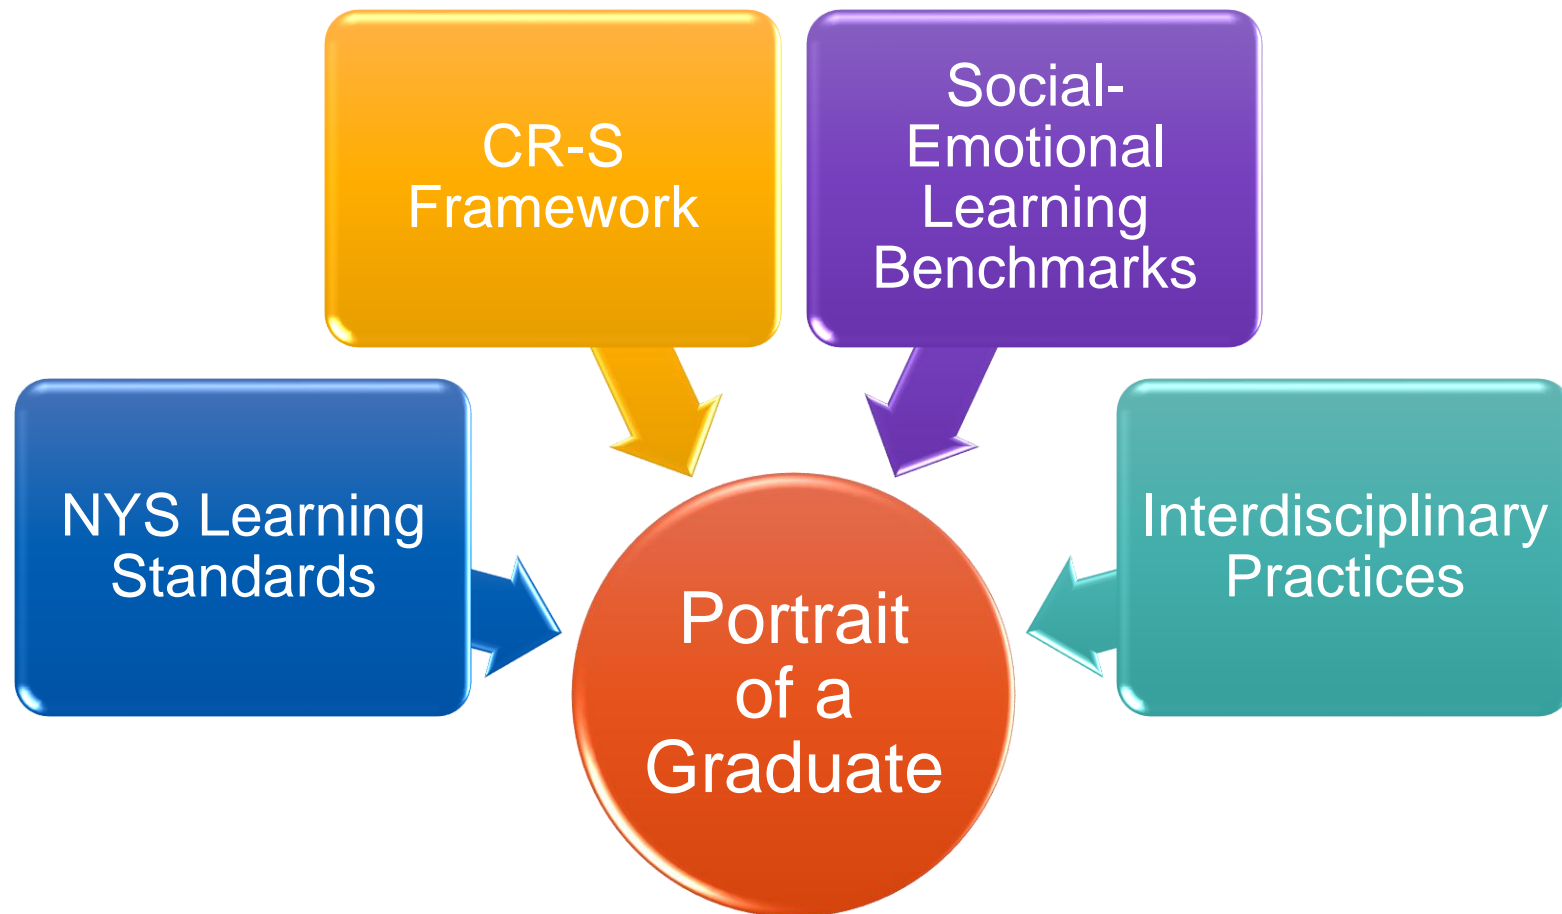 CR-S
Framework
Social-
Emotional
Learning
Benchmarks
NYS Learning
Standards
Interdisciplinary
Practices
Portrait
of a
Graduate